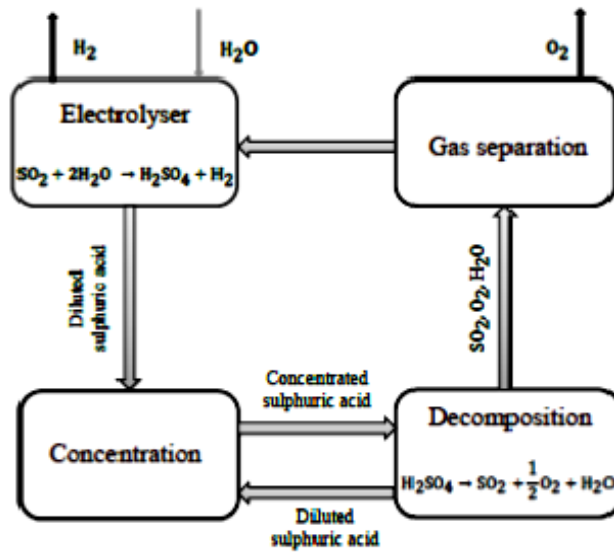 H₂
H₂O
O₂
Electrolyser
SO₂ + 2H₂O → H₂SO₄ + H₂
Gas separation
Diluted
sulphuric acid
SO₂, O₂, H₂O
Concentration
Concentrated
sulphuric acid
Diluted
sulphuric acid
Decomposition
H₂SO₄ → SO₂ + 1/2 O₂ + H₂O